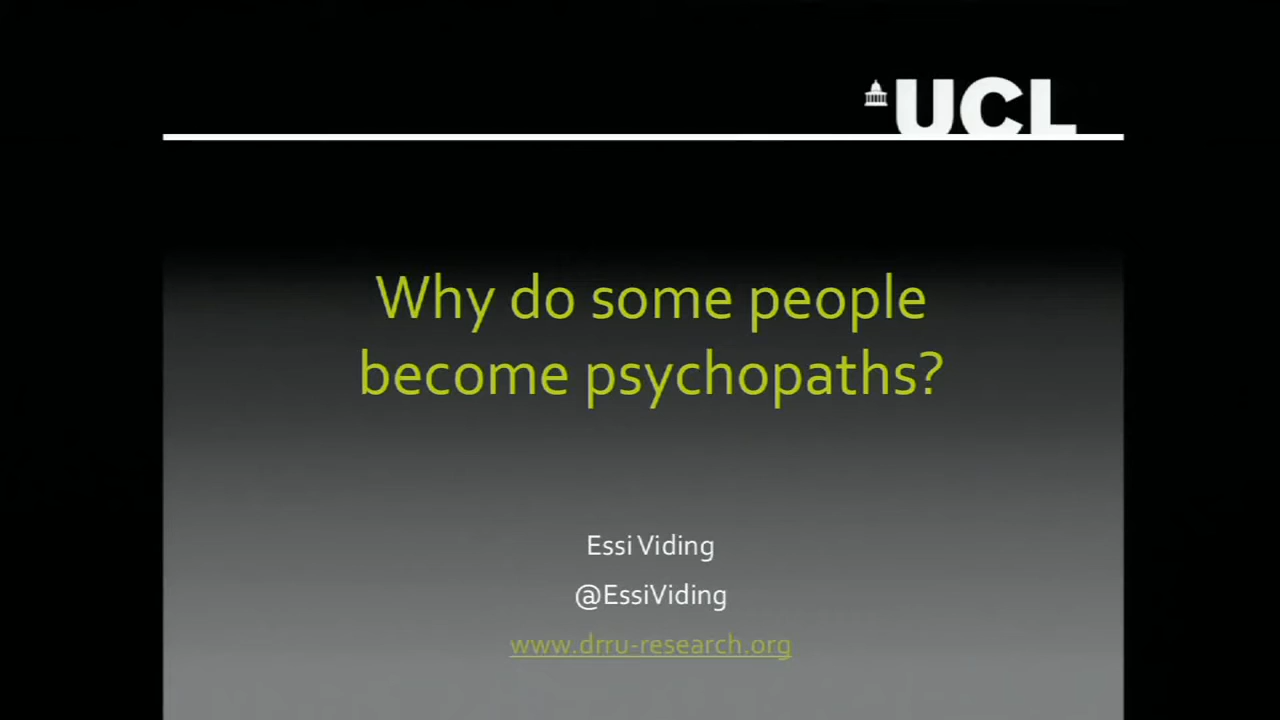 UCL
Why do some people
become psychopaths?
Essi Viding
@EssiViding
www.drru-research.org